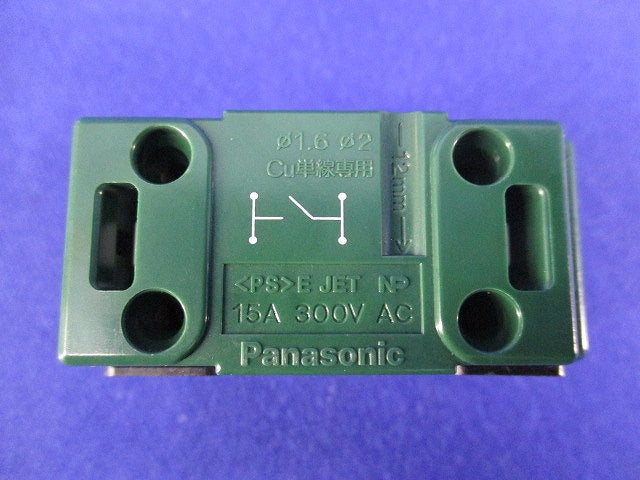 ø1.6 ø2
Cu単線専用
12mm
<PS>E JET
15A 300V AC
Panasonic